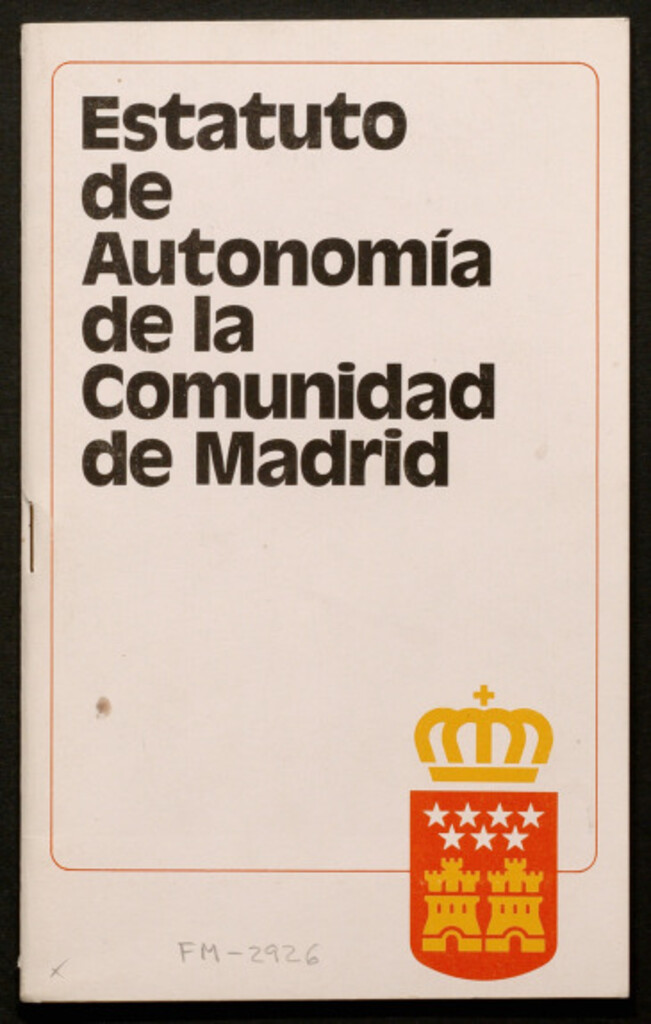 Estatuto
de
Autonomía
de la
Comunidad
de Madrid
FM-2926